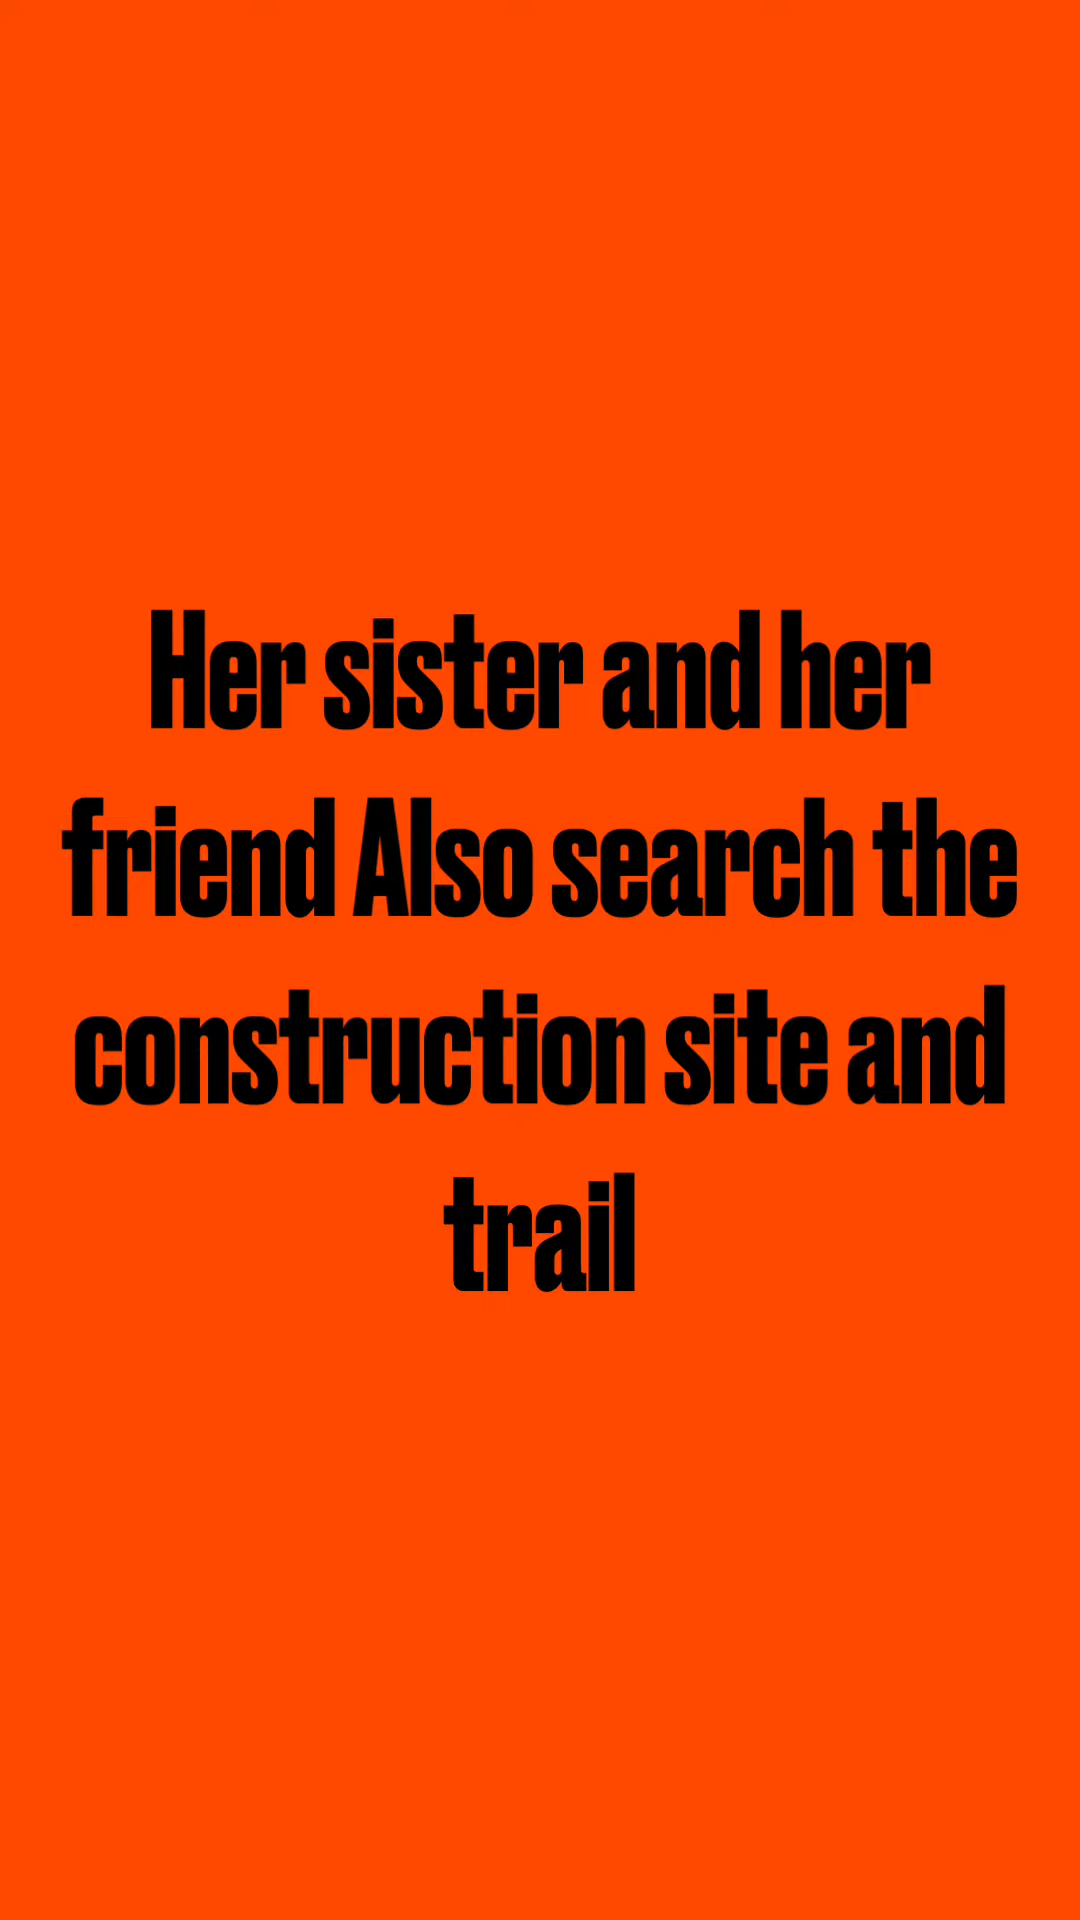 Her sister and her
friend Also search the
construction site and
trail